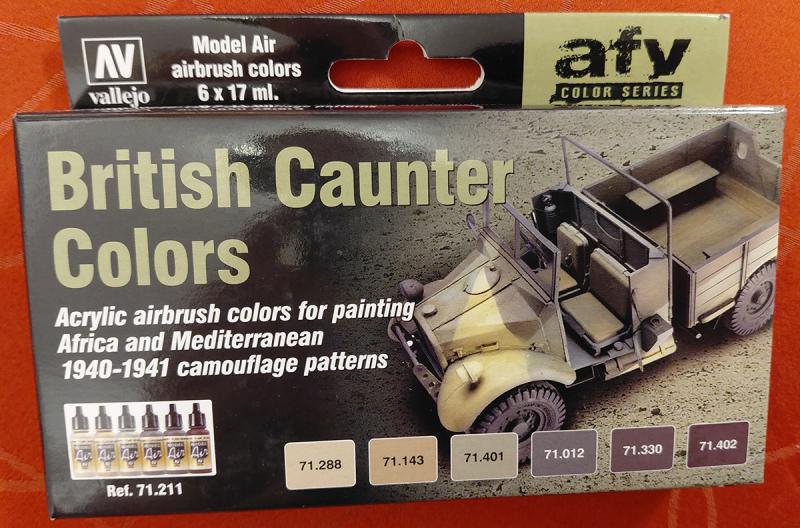 vallejo
Model Air
airbrush colors
6 x 17 ml.
afv
COLOR SERIES
British Caunter
Colors
Acrylic airbrush colors for painting
Africa and Mediterranean
1940-1941 camouflage patterns
Ref. 71.211
71.288
71.143
71.401
71.012
71.330
71.402